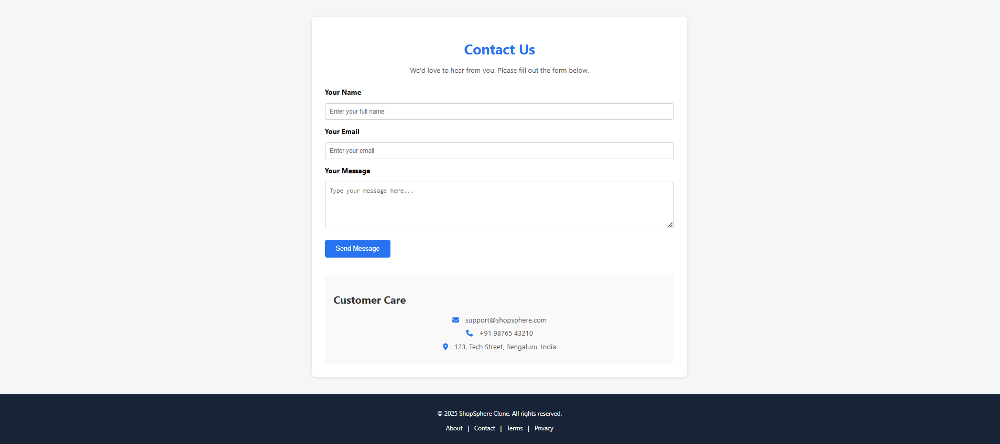 Contact Us
We’d love to hear from you. Please fill out the form below.
Your Name
Enter your full name
Your Email
Enter your email
Your Message
Type your message here...
Send Message
Customer Care
support@shopsphere.com
+91 98765 43210
123, Tech Street, Bengaluru, India
© 2025 ShopSphere Clone. All rights reserved.
About | Contact | Terms | Privacy